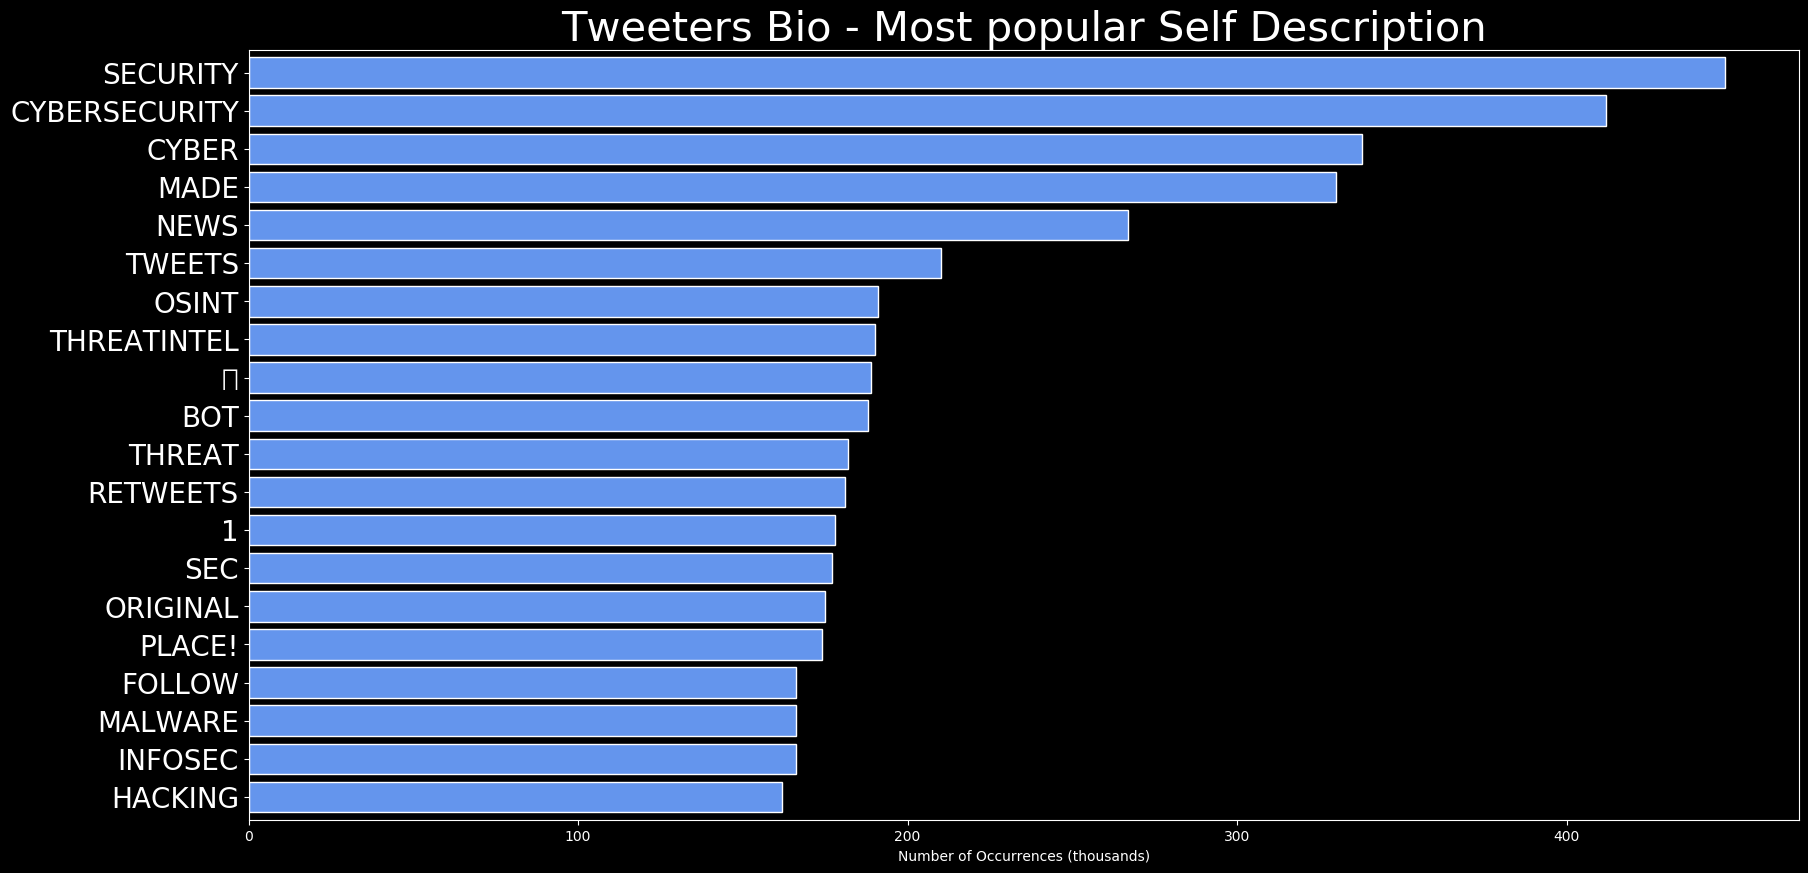 Tweeters Bio - Most popular Self Description
SECURITY
CYBERSECURITY
CYBER
MADE
NEWS
TWEETS
OSINT
THREATINTEL
BOT
THREAT
RETWEETS
1
SEC
ORIGINAL
PLACE!
FOLLOW
MALWARE
INFOSEC
HACKING
0 100 200 300 400
Number of Occurrences (thousands)